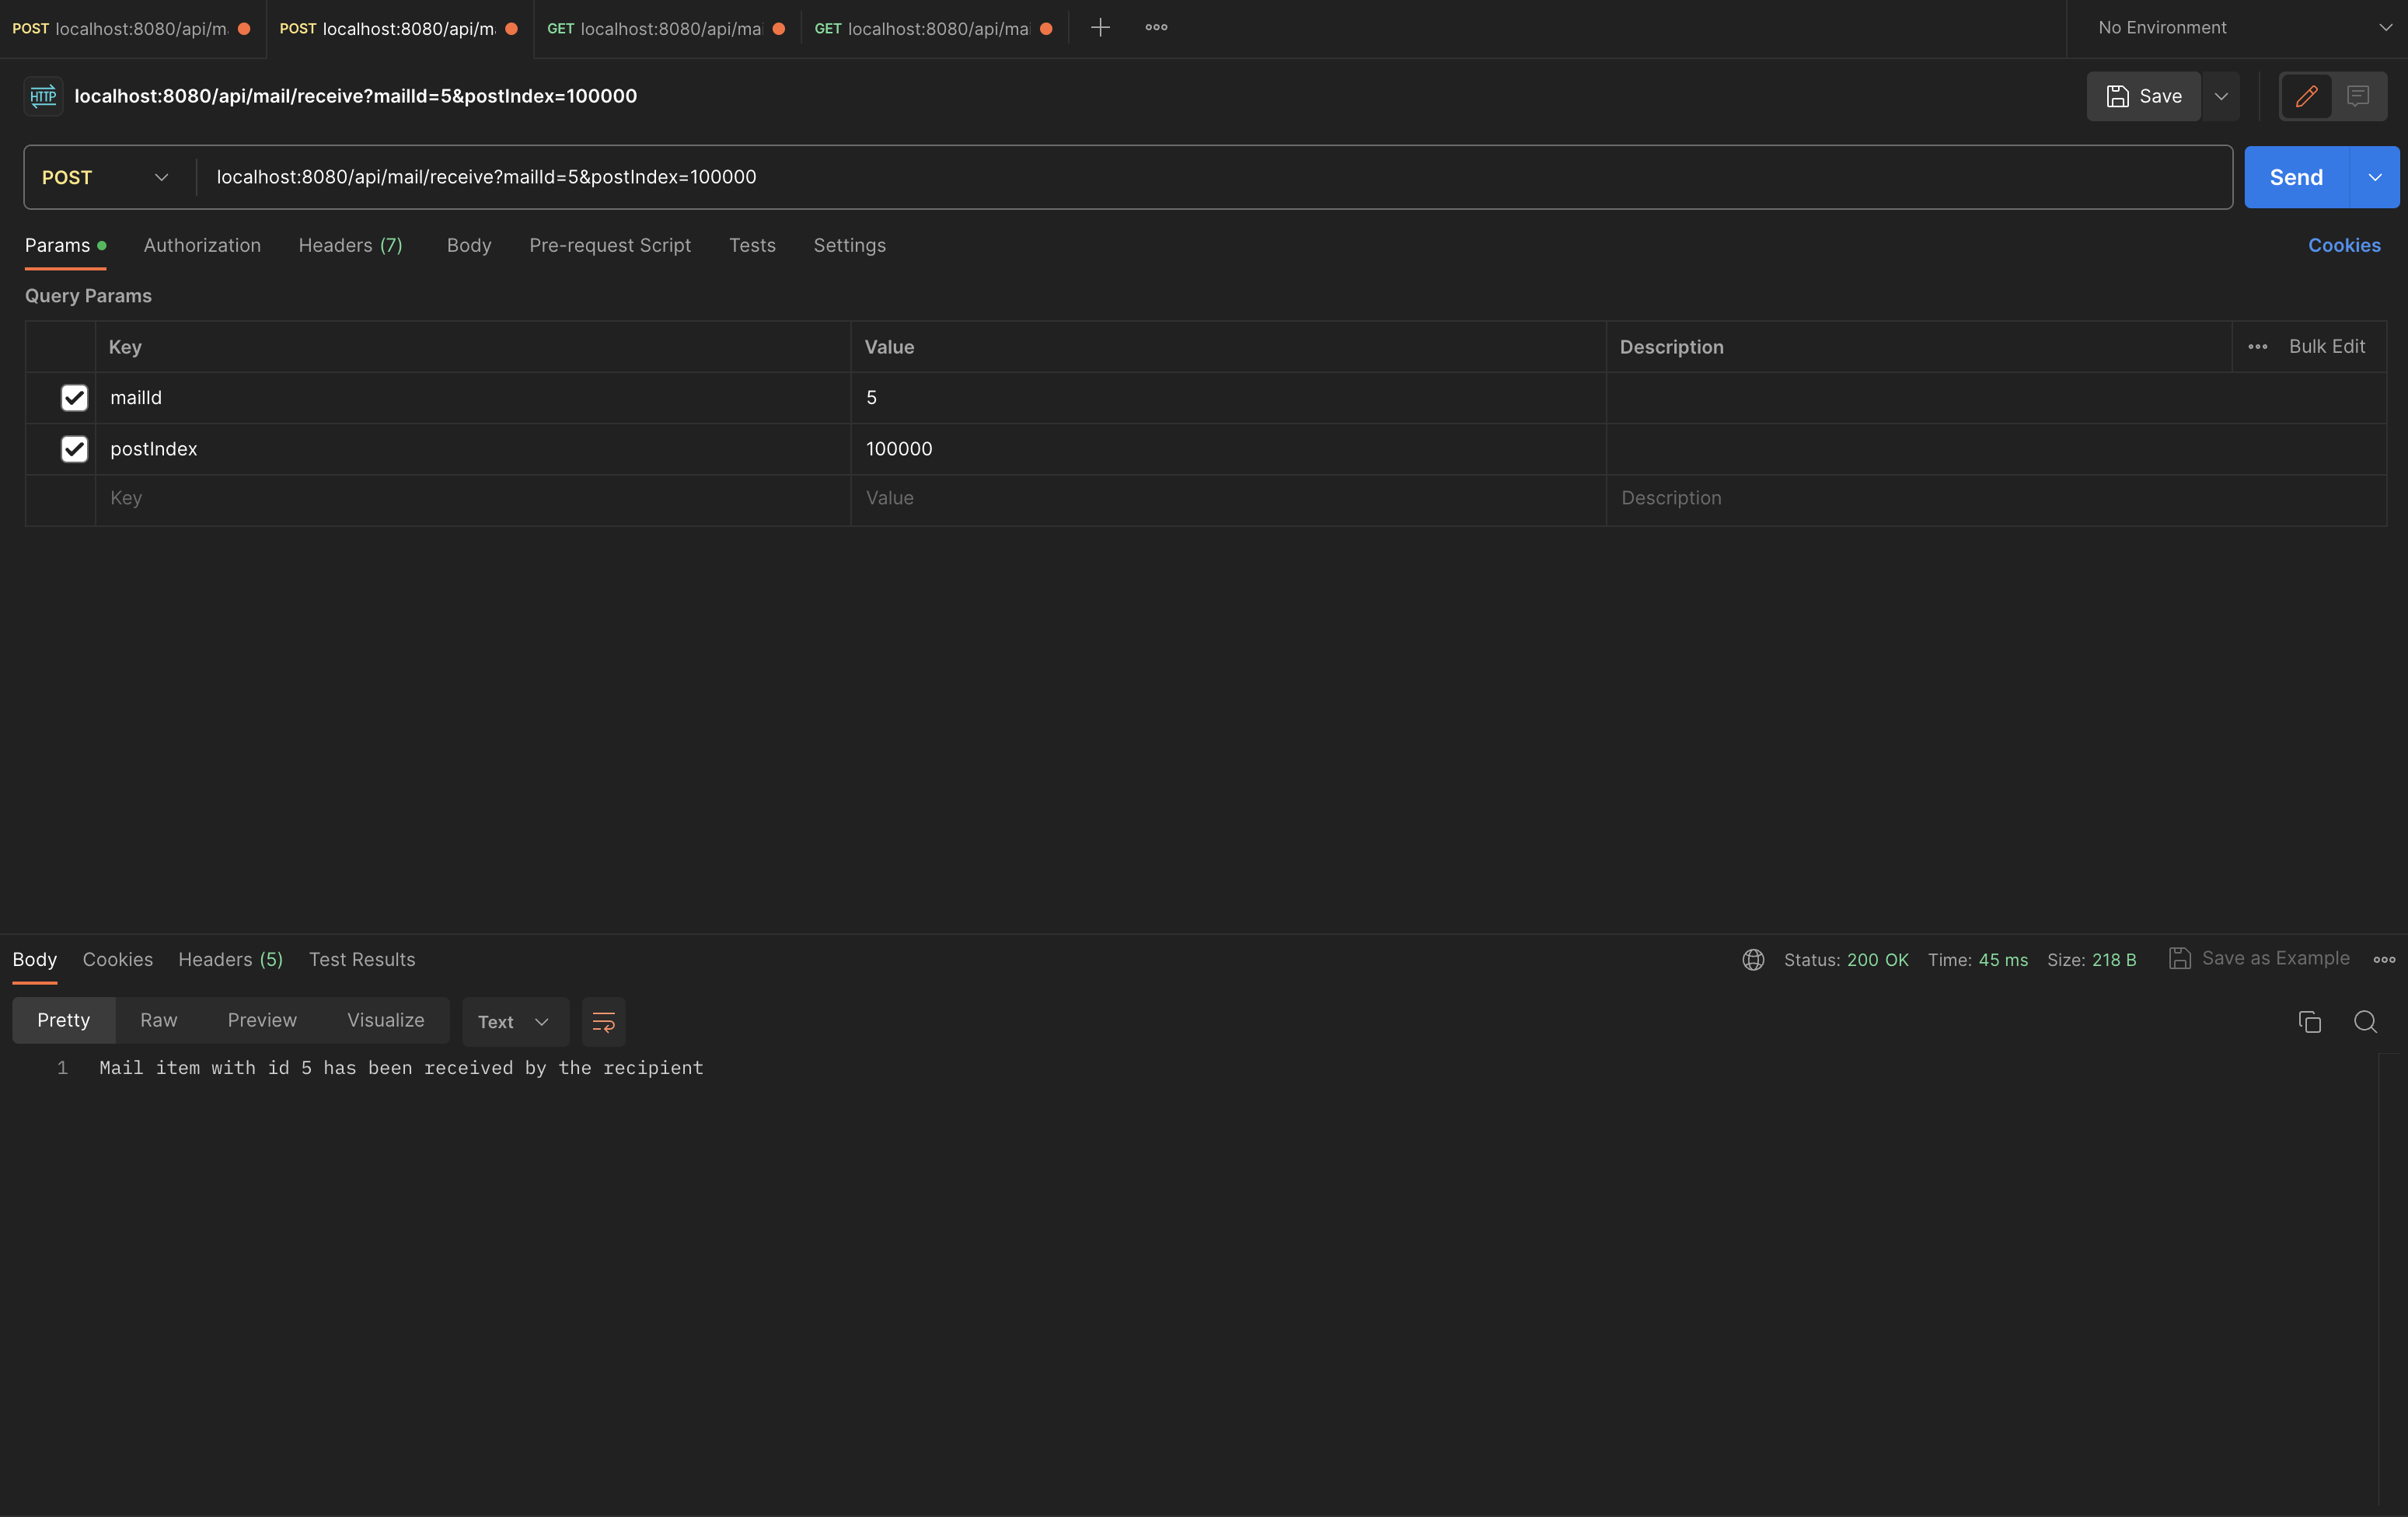 POST localhost:8080/api/m
POST localhost:8080/api/m
GET localhost:8080/api/mai
GET localhost:8080/api/mai
No Environment
HTTP
localhost:8080/api/mail/receive?mailId=5&postIndex=100000
Save
POST
localhost:8080/api/mail/receive?mailId=5&postIndex=100000
Send
Params
Authorization
Headers (7)
Body
Pre-request Script
Tests
Settings
Cookies
Query Params
Key Value Description Bulk Edit
mailId 5
postIndex 100000
Key Value Description
Body
Cookies
Headers (5)
Test Results
Status: 200 OK
Time: 45 ms
Size: 218 B
Save as Example
Pretty
Raw
Preview
Visualize
Text
1 Mail item with id 5 has been received by the recipient